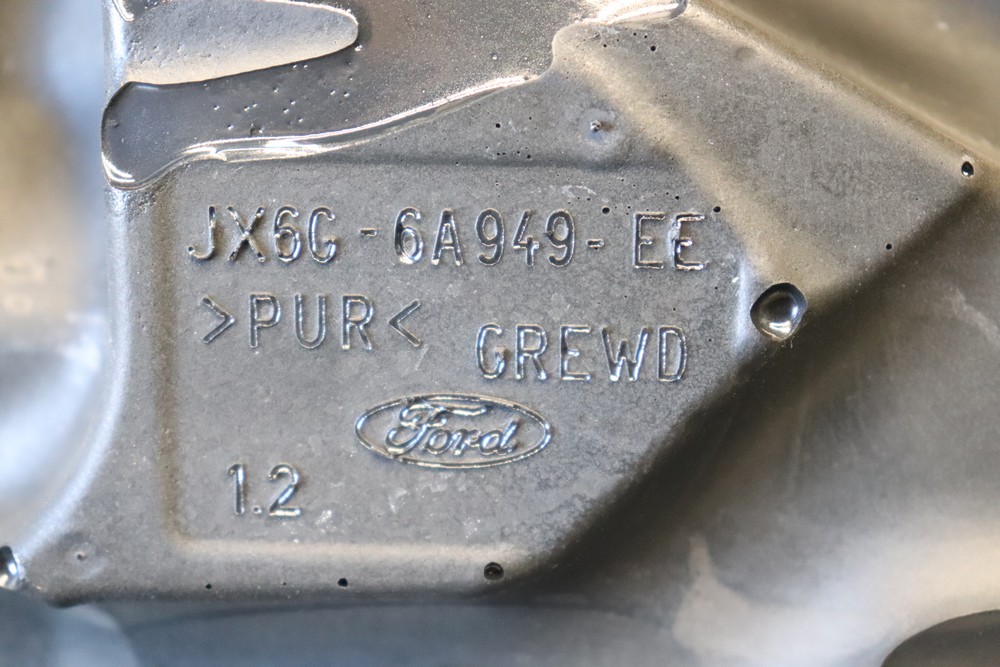 JX6G - 6A949 - EE
>PUR<
GREWD
Ford
1.2